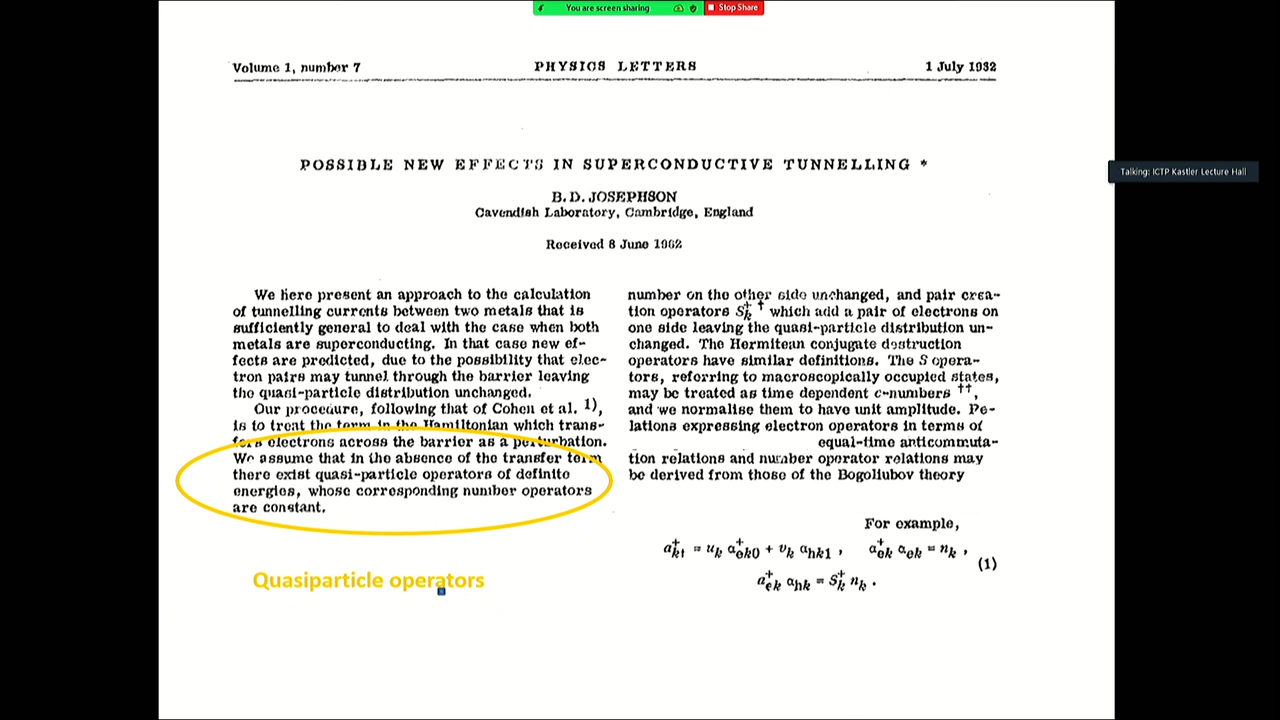 You are screen sharing
Stop Share
Volume 1, number 7 PHYSICS LETTERS 1 July 1932
POSSIBLE NEW EFFECTS IN SUPERCONDUCTIVE TUNNELLING *
B. D. JOSEPHSON
Cavendish Laboratory, Cambridge, England
Received 8 June 1962
We here present an approach to the calculation
of tunnelling currents between two metals that is
sufficiently general to deal with the case when both
metals are superconducting. In that case new ef-
fects are predicted, due to the possibility that elec-
tron pairs may tunnel through the barrier leaving
the quasi-particle distribution unchanged.
Our procedure, following that of Cohen et al. 1),
is to treat the term in the Hamiltonian which trans-
fers electrons across the barrier as a perturbation.
We assume that in the absence of the transfer term
there exist quasi-particle operators of definite
energies, whose corresponding number operators
are constant.
Quasiparticle operators
number on the other side unchanged, and pair crea-
tion operators S_k^+ † which add a pair of electrons on
one side leaving the quasi-particle distribution un-
changed. The Hermitean conjugate destruction
operators have similar definitions. The S opera-
tors, referring to macroscopically occupied states,
may be treated as time dependent c-numbers ††,
and we normalise them to have unit amplitude. Re-
lations expressing electron operators in terms of
equal-time anticommuta-
tion relations and number operator relations may
be derived from those of the Bogoliubov theory
For example,
a_k↑^+ = u_k α_ek0^+ + v_k α_hk1 , α_ek^+ α_ek = n_k ,
(1)
α_ek^+ α_hk = S_k^+ n_k .
Talking: ICTP Kastler Lecture Hall